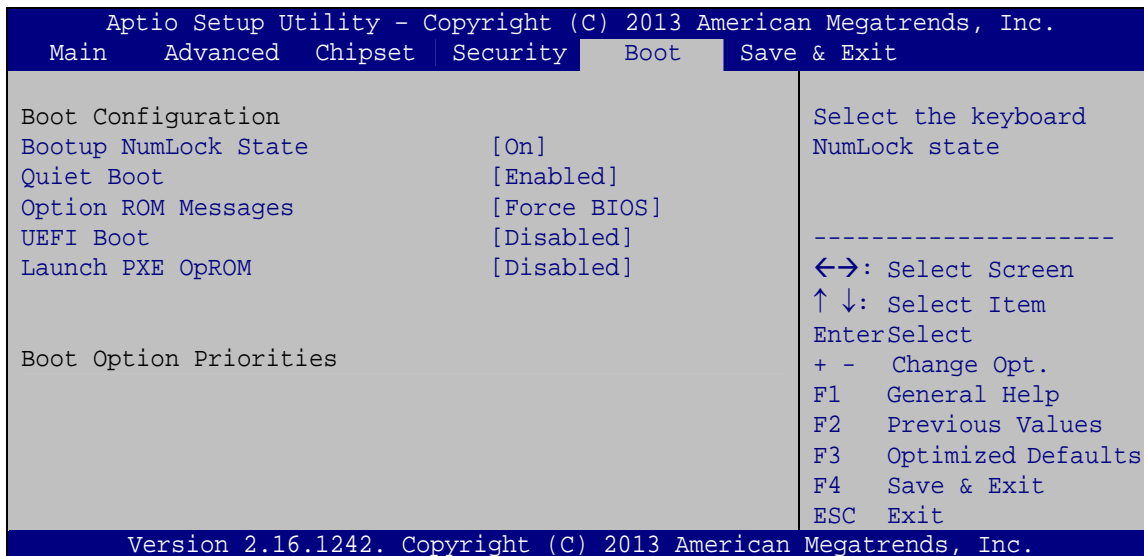 Aptio Setup Utility – Copyright (C) 2013 American Megatrends, Inc.
Main Advanced Chipset Security Boot Save & Exit
Boot Configuration
Bootup NumLock State [On]
Quiet Boot [Enabled]
Option ROM Messages [Force BIOS]
UEFI Boot [Disabled]
Launch PXE OpROM [Disabled]
Boot Option Priorities
Select the keyboard
NumLock state
---------------------
←→: Select Screen
↑ ↓: Select Item
EnterSelect
+ - Change Opt.
F1 General Help
F2 Previous Values
F3 Optimized Defaults
F4 Save & Exit
ESC Exit
Version 2.16.1242. Copyright (C) 2013 American Megatrends, Inc.